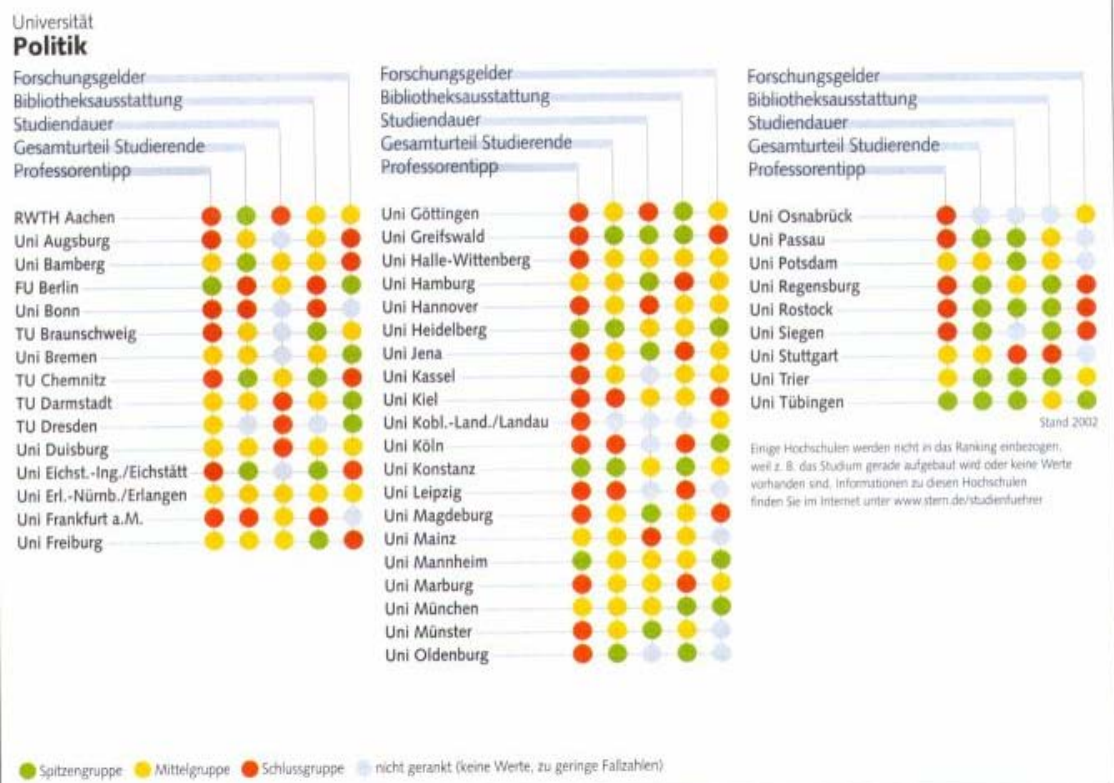 Universität
Politik
Forschungsgelder
Bibliotheksausstattung
Studiendauer
Gesamturteil Studierende
Professorentipp
RWTH Aachen
Uni Augsburg
Uni Bamberg
FU Berlin
Uni Bonn
TU Braunschweig
Uni Bremen
TU Chemnitz
TU Darmstadt
TU Dresden
Uni Duisburg
Uni Eichst.-Ing./Eichstätt
Uni Erl.-Nürnb./Erlangen
Uni Frankfurt a.M.
Uni Freiburg
Forschungsgelder
Bibliotheksausstattung
Studiendauer
Gesamturteil Studierende
Professorentipp
Uni Göttingen
Uni Greifswald
Uni Halle-Wittenberg
Uni Hamburg
Uni Hannover
Uni Heidelberg
Uni Jena
Uni Kassel
Uni Kiel
Uni Kobl.-Land./Landau
Uni Köln
Uni Konstanz
Uni Leipzig
Uni Magdeburg
Uni Mainz
Uni Mannheim
Uni Marburg
Uni München
Uni Münster
Uni Oldenburg
Forschungsgelder
Bibliotheksausstattung
Studiendauer
Gesamturteil Studierende
Professorentipp
Uni Osnabrück
Uni Passau
Uni Potsdam
Uni Regensburg
Uni Rostock
Uni Siegen
Uni Stuttgart
Uni Trier
Uni Tübingen
Stand 2002
Einige Hochschulen werden nicht in das Ranking einbezogen,
weil z. B. das Studium gerade aufgebaut wird oder keine Werte
vorhanden sind. Informationen zu diesen Hochschulen
finden Sie im Internet unter www.stern.de/studienfuehrer
Spitzengruppe Mittelgruppe Schlussgruppe nicht gerankt (keine Werte, zu geringe Fallzahlen)